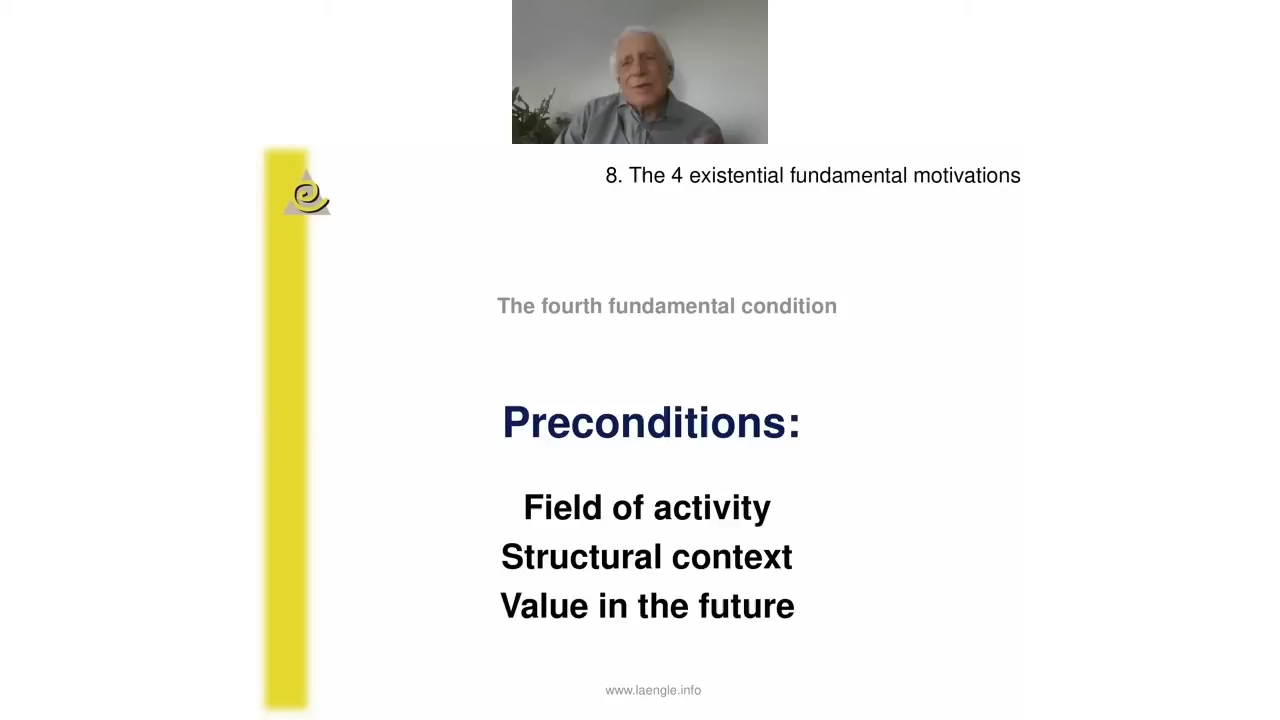 8. The 4 existential fundamental motivations
The fourth fundamental condition
Preconditions:
Field of activity
Structural context
Value in the future
www.laengle.info